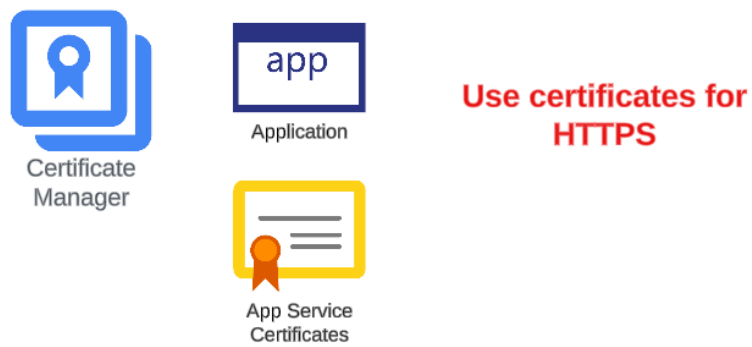 Certificate
Manager
app
Application
App Service
Certificates
Use certificates for
HTTPS